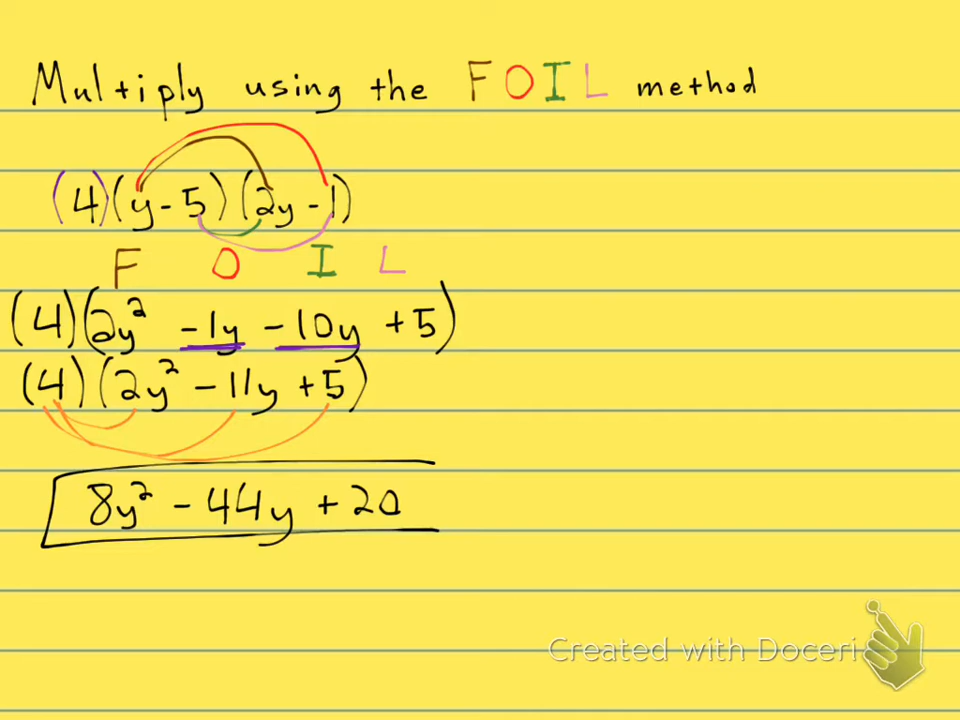 Multiply using the FOIL method
(4)(y-5)(2y-1)
F O I L
(4)(2y² -1y -10y +5)
(4)(2y² -11y +5)
8y² - 44y +20
Created with Doceri